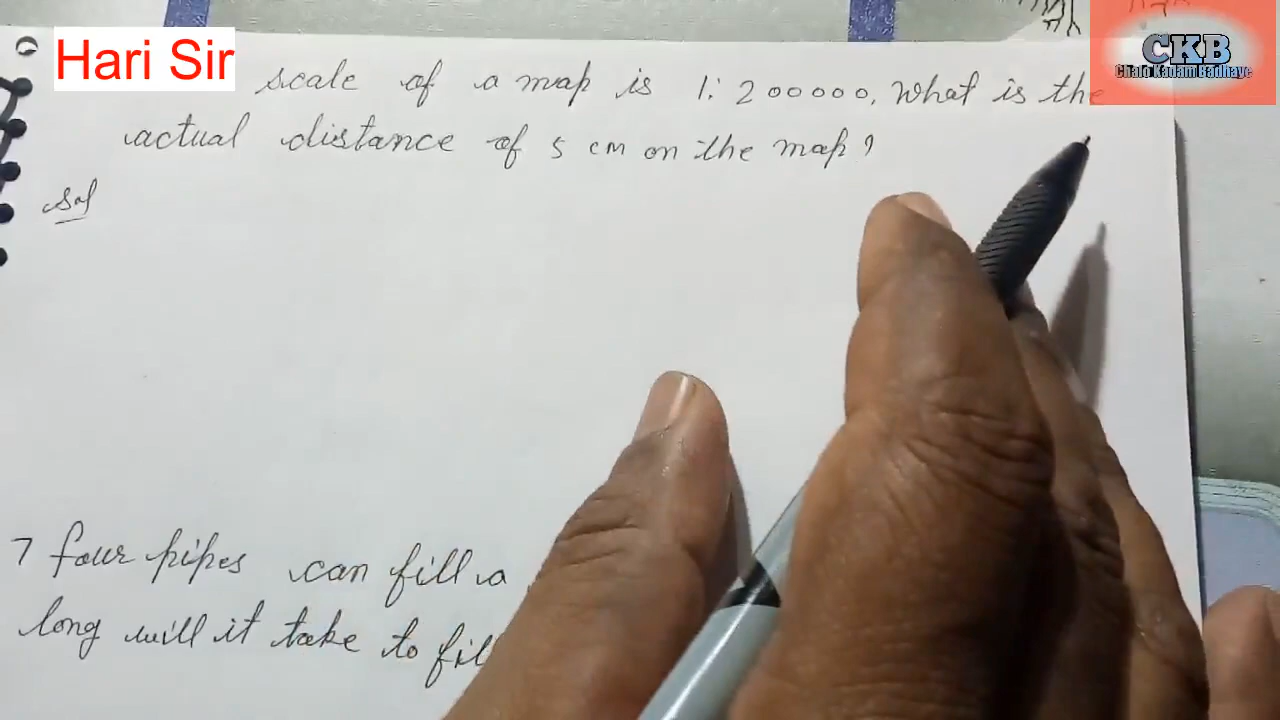 Hari Sir
CKB
Chalo Kadam Badhaye
scale of a map is 1: 200000. What is the
actual distance of 5 cm on the map?
Sol
7 four pipes can fill a
long will it take to fil